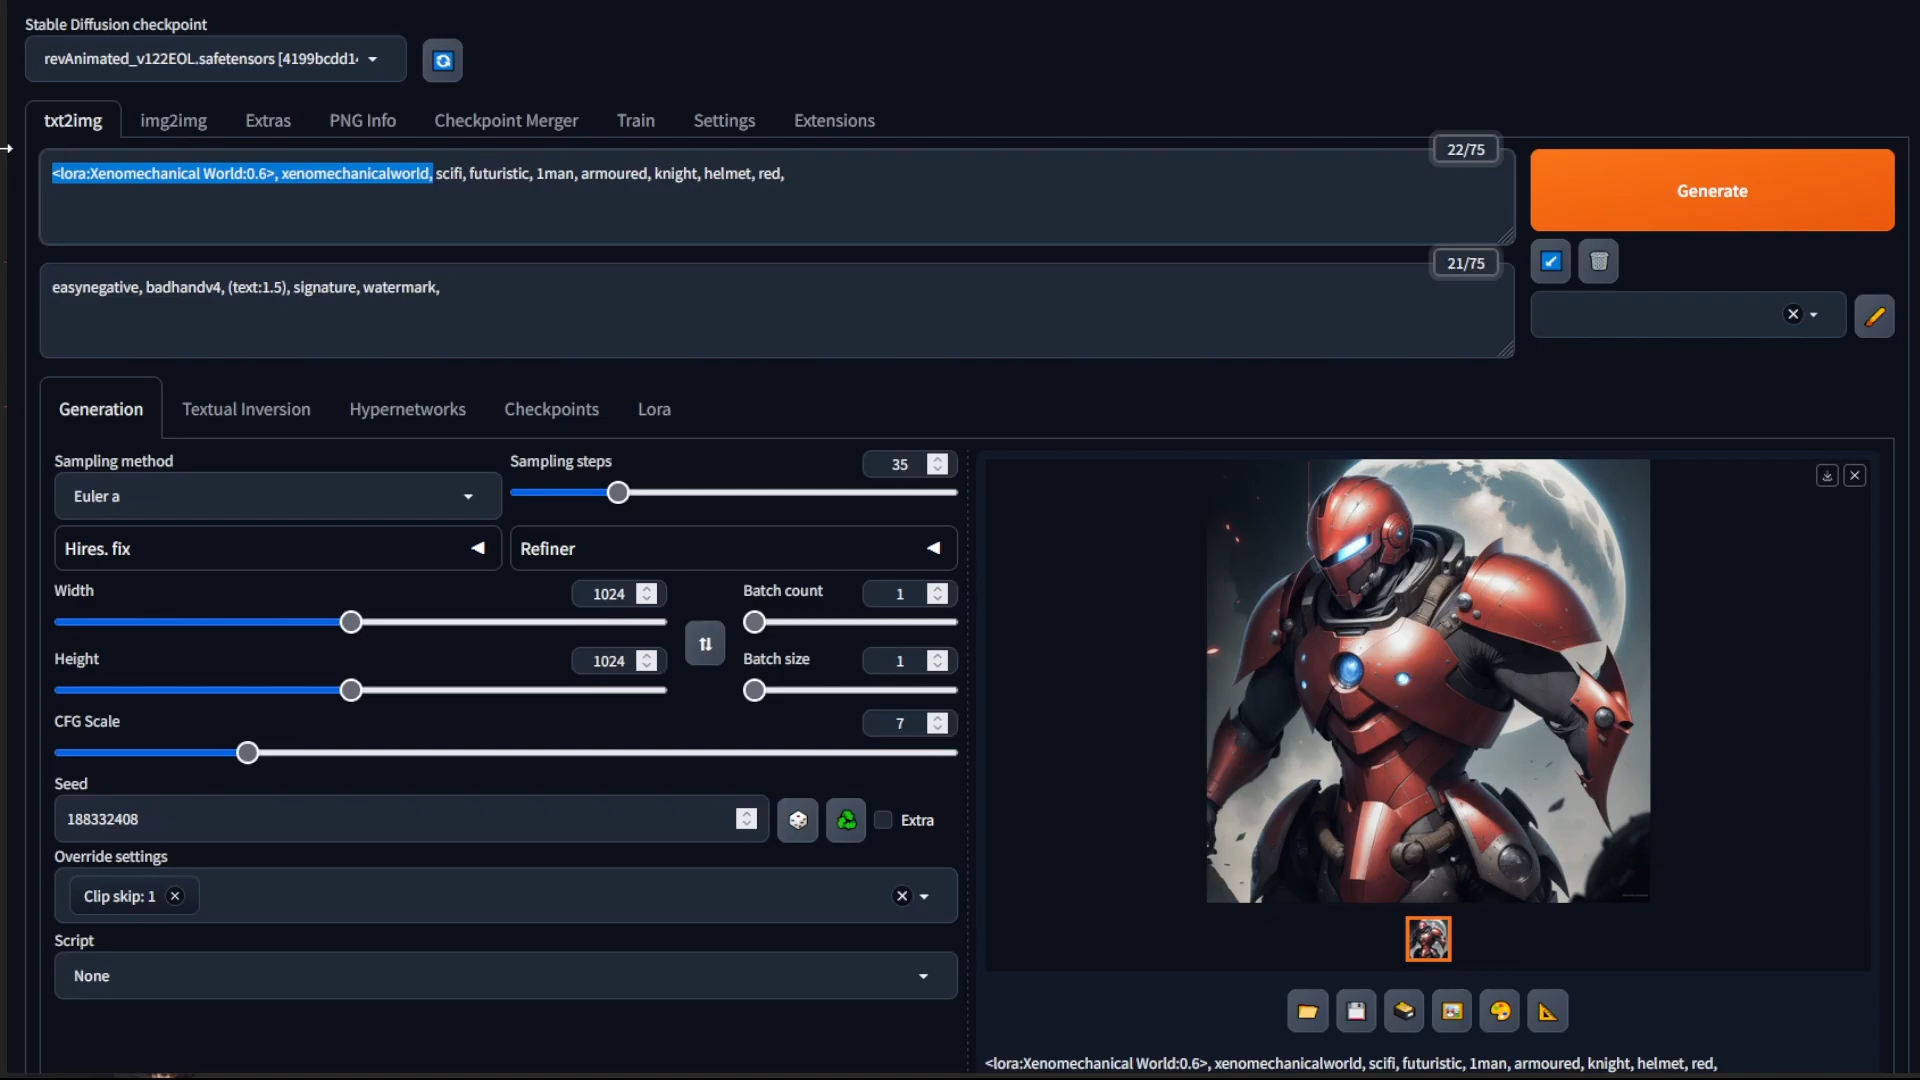 Stable Diffusion checkpoint
revAnimated_v122EOL.safetensors [4199bcdd14
txt2img img2img Extras PNG Info Checkpoint Merger Train Settings Extensions
22/75
<lora:Xenomechanical World:0.6>, xenomechanicalworld, scifi, futuristic, 1man, armoured, knight, helmet, red,
Generate
21/75
easynegative, badhandv4, (text:1.5), signature, watermark,
Generation Textual Inversion Hypernetworks Checkpoints Lora
Sampling method
Euler a
Sampling steps
35
Hires. fix
Refiner
Width
1024
Batch count
1
Height
1024
Batch size
1
CFG Scale
7
Seed
188332408
Extra
Override settings
Clip skip: 1
Script
None
<lora:Xenomechanical World:0.6>, xenomechanicalworld, scifi, futuristic, 1man, armoured, knight, helmet, red,